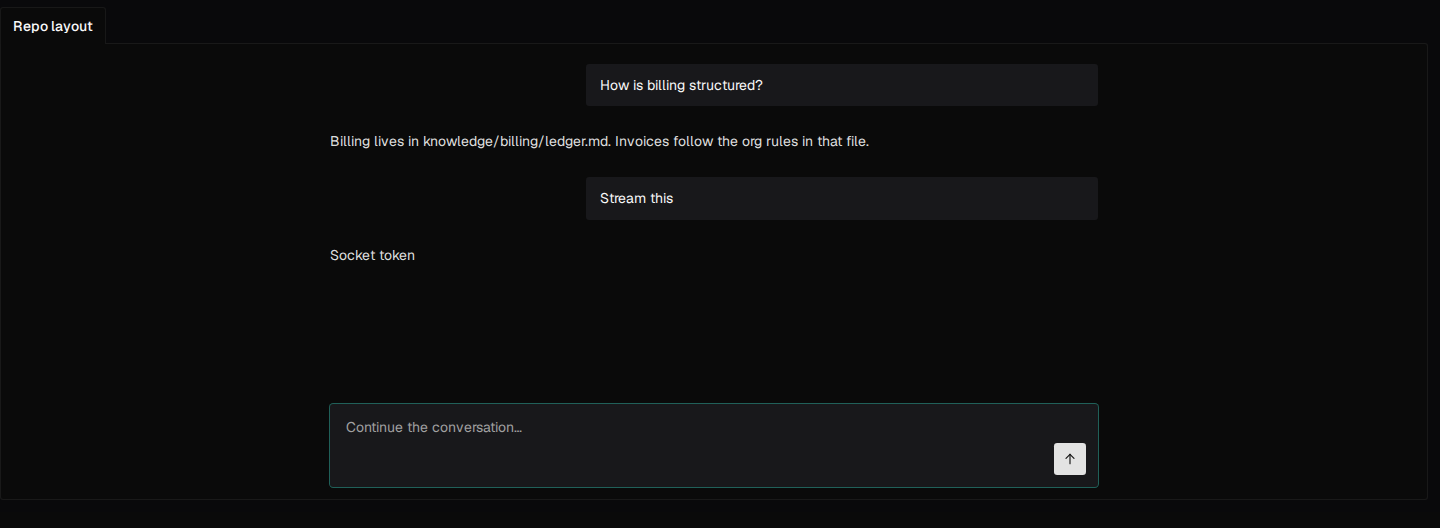 Repo layout
How is billing structured?
Billing lives in knowledge/billing/ledger.md. Invoices follow the org rules in that file.
Stream this
Socket token
Continue the conversation...